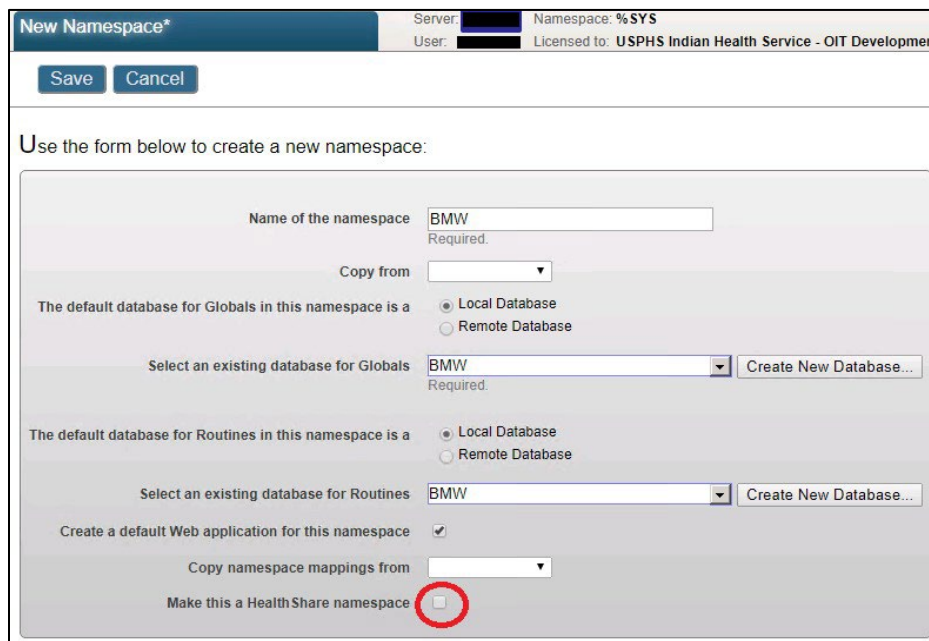 New Namespace*
Server: Namespace: %SYS
User: Licensed to: USPHS Indian Health Service - OIT Developme
Save Cancel
Use the form below to create a new namespace:
Name of the namespace BMW
Required.
Copy from
The default database for Globals in this namespace is a Local Database
Remote Database
Select an existing database for Globals BMW Create New Database...
Required.
The default database for Routines in this namespace is a Local Database
Remote Database
Select an existing database for Routines BMW Create New Database...
Create a default Web application for this namespace
Copy namespace mappings from
Make this a HealthShare namespace